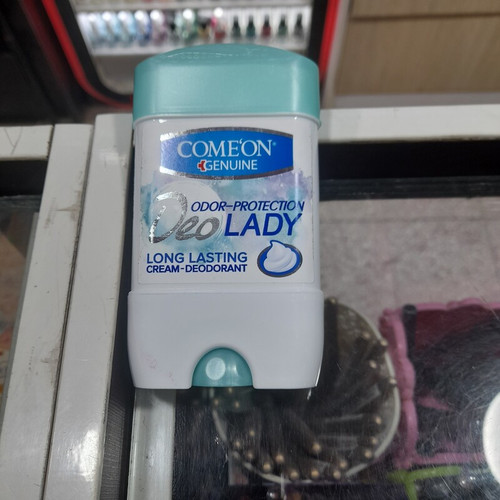 COME'ON®
GENUINE
ODOR-PROTECTION
Deo LADY
LONG LASTING
CREAM-DEODORANT